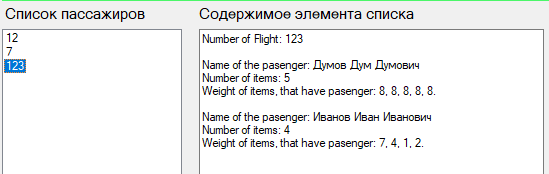 Список пассажиров
Содержимое элемента списка
12
7
123
Number of Flight: 123
Name of the pasenger: Думов Дум Думович
Number of items: 5
Weight of items, that have pasenger: 8, 8, 8, 8, 8.
Name of the pasenger: Иванов Иван Иванович
Number of items: 4
Weight of items, that have pasenger: 7, 4, 1, 2.